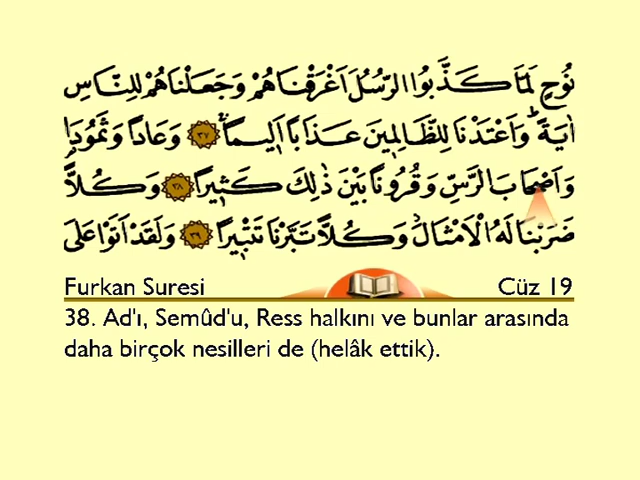 نُوحٍ لَمَّا كَذَّبُوا الرُّسُلَ اَغْرَقْنَاهُمْ وَجَعَلْنَاهُمْ لِلنَّاسِ
اٰيَةًۜ وَاَعْتَدْنَا لِلظَّالِم۪ينَ عَذَابًا اَل۪يمًاۚ ﴿٣٧﴾ وَعَادًا وَثَمُودَا۬
وَاَصْحَابَ الرَّسِّ وَقُرُونًا بَيْنَ ذٰلِكَ كَث۪يرًا ﴿٣٨﴾ وَكُلًّا
ضَرَبْنَا لَهُ الْاَمْثَالَۘ وَكُلًّا تَبَّرْنَا تَتْب۪يرًا ﴿٣٩﴾ وَلَقَدْ اَتَوْا عَلَى
Furkan Suresi Cüz 19
38. Ad'ı, Semûd'u, Ress halkını ve bunlar arasında
daha birçok nesilleri de (helâk ettik).